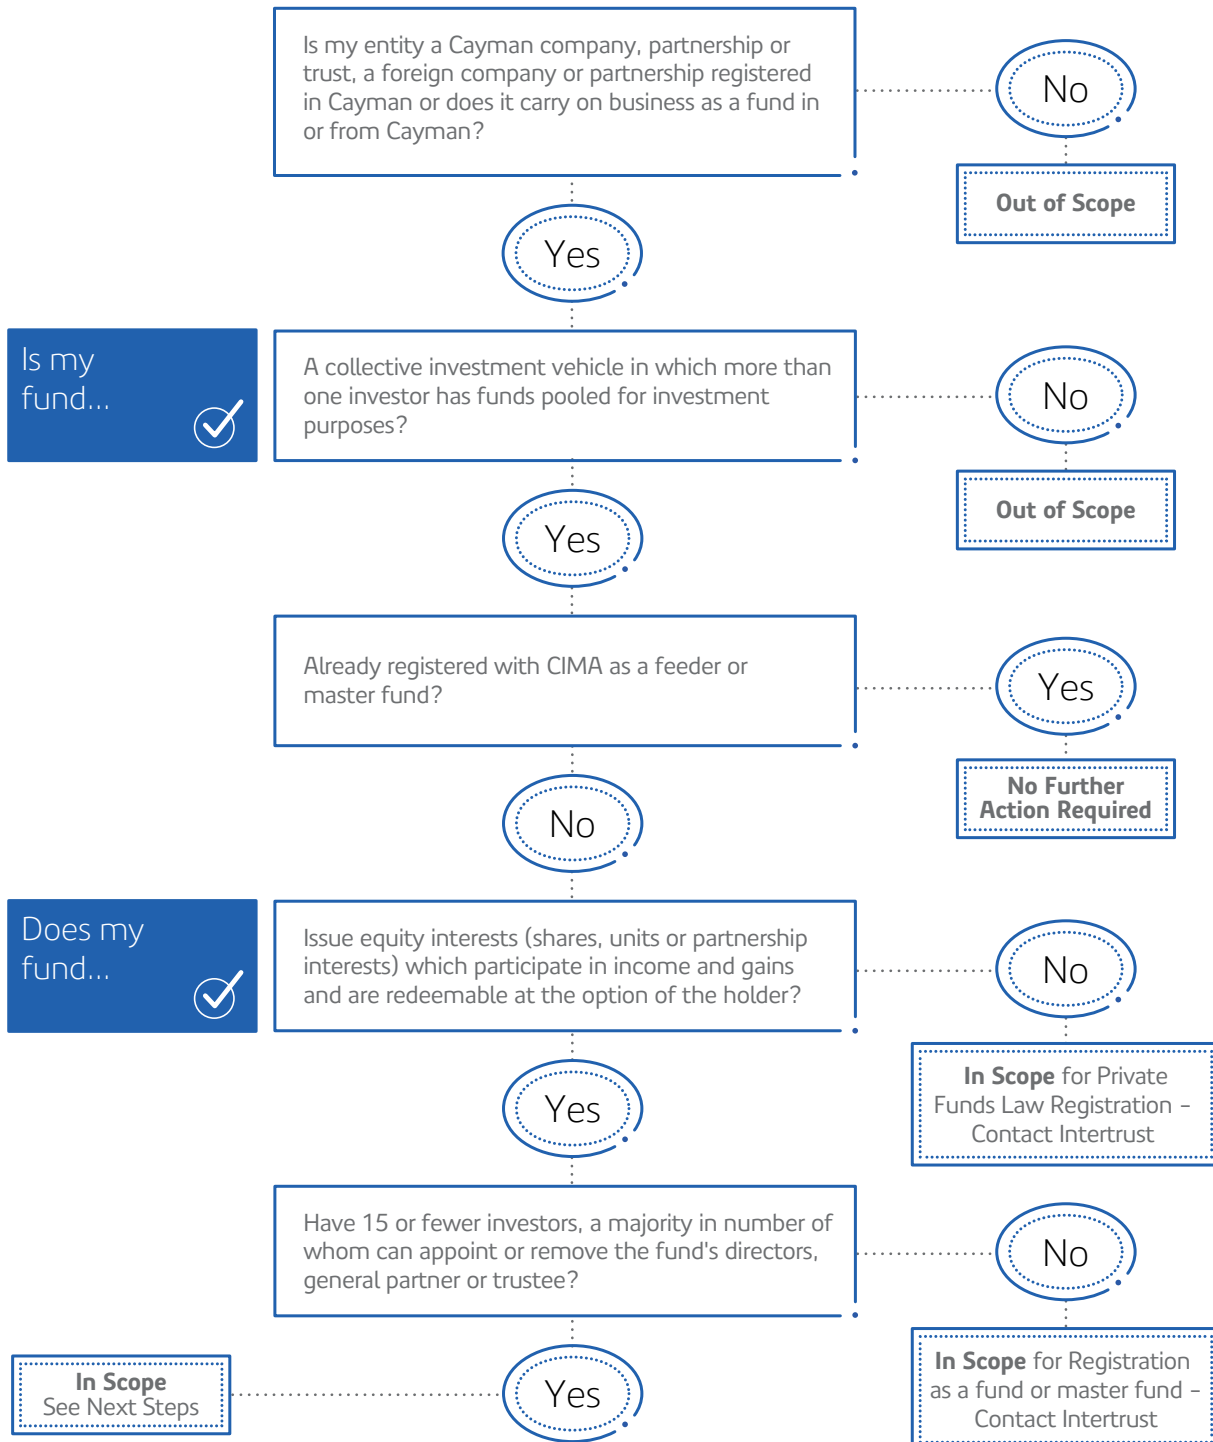 Is my entity a Cayman company, partnership or
trust, a foreign company or partnership registered
in Cayman or does it carry on business as a fund in
or from Cayman?
No
Out of Scope
Yes
Is my
fund...
A collective investment vehicle in which more than
one investor has funds pooled for investment
purposes?
No
Out of Scope
Yes
Already registered with CIMA as a feeder or
master fund?
Yes
No Further
Action Required
No
Does my
fund...
Issue equity interests (shares, units or partnership
interests) which participate in income and gains
and are redeemable at the option of the holder?
No
In Scope for Private
Funds Law Registration –
Contact Intertrust
Yes
Have 15 or fewer investors, a majority in number of
whom can appoint or remove the fund's directors,
general partner or trustee?
No
In Scope for Registration
as a fund or master fund –
Contact Intertrust
Yes
In Scope
See Next Steps